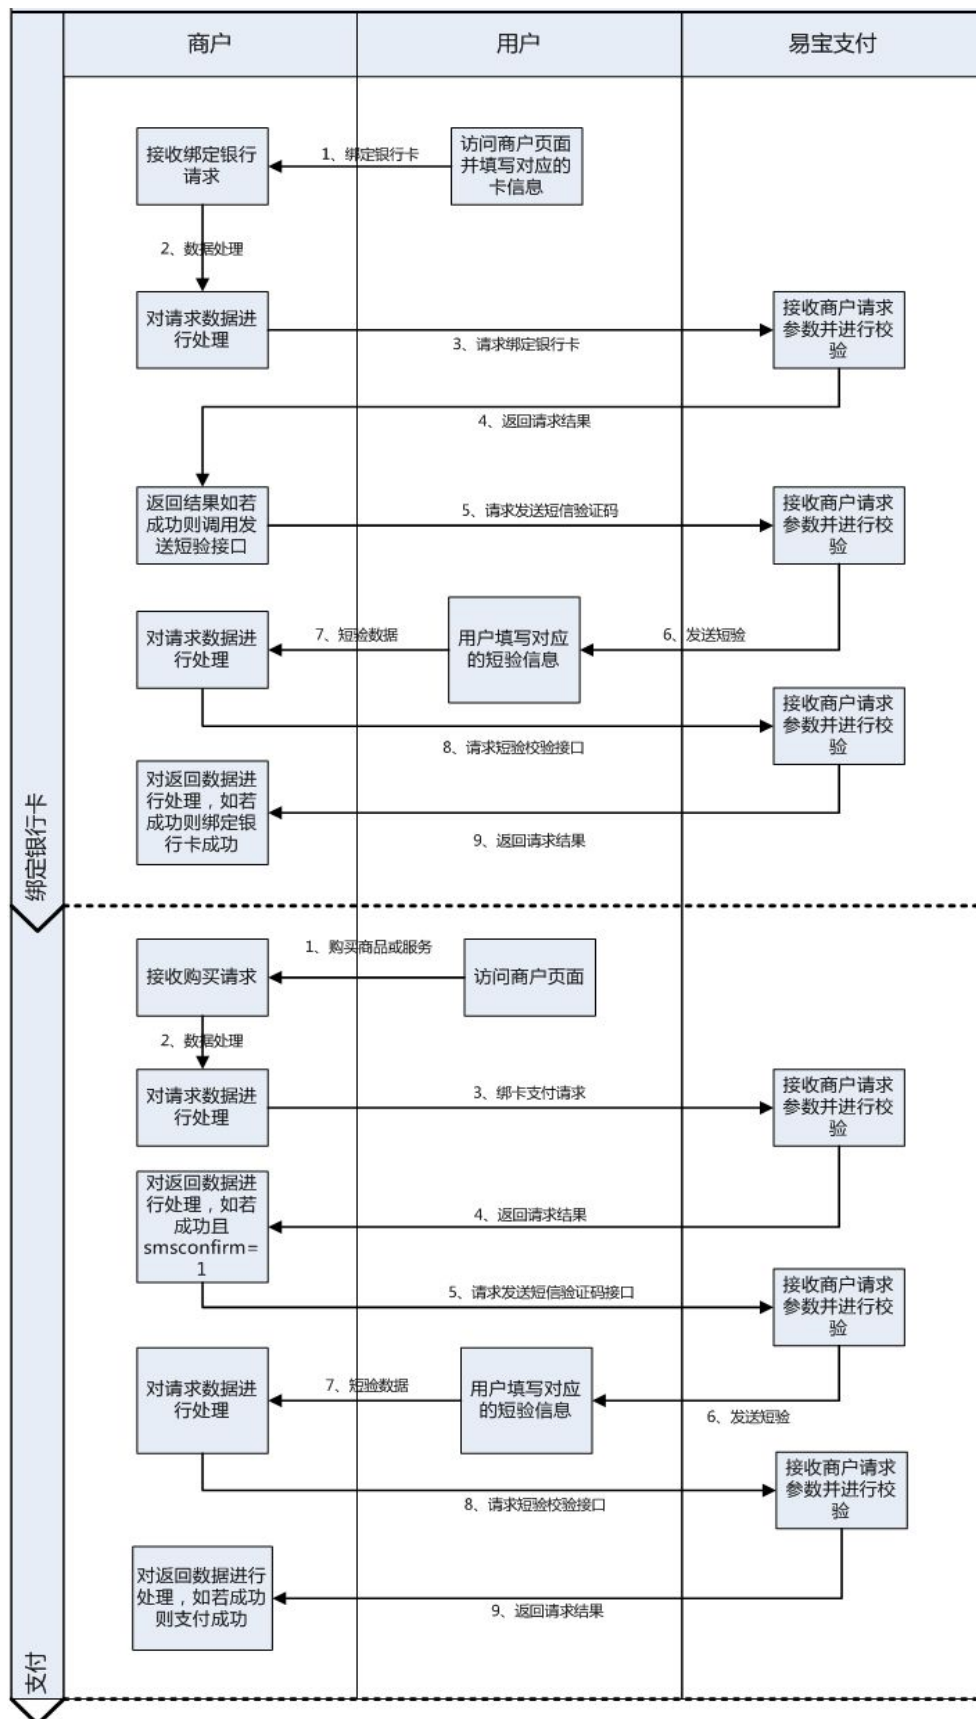 商户
用户
易宝支付
接收绑定银行
请求
1、绑定银行卡
访问商户页面
并填写对应的
卡信息
2、数据处理
对请求数据进
行处理
3、请求绑定银行卡
接收商户请求
参数并进行校
验
4、返回请求结果
返回结果如若
成功则调用发
送短验接口
5、请求发送短信验证码
接收商户请求
参数并进行校
验
对请求数据进
行处理
7、短验数据
用户填写对应
的短验信息
6、发送短验
8、请求短验校验接口
接收商户请求
参数并进行校
验
对返回数据进
行处理，如若
成功则绑定银
行卡成功
9、返回请求结果
绑定银行卡
接收购买请求
1、购买商品或服务
访问商户页面
2、数据处理
对请求数据进
行处理
3、绑卡支付请求
接收商户请求
参数并进行校
验
对返回数据进
行处理，如若
成功且
smsconfirm=
1
4、返回请求结果
5、请求发送短信验证码接口
接收商户请求
参数并进行校
验
对请求数据进
行处理
7、短验数据
用户填写对应
的短验信息
6、发送短验
8、请求短验校验接口
接收商户请求
参数并进行校
验
对返回数据进行
处理，如若成功
则支付成功
9、返回请求结果
支付